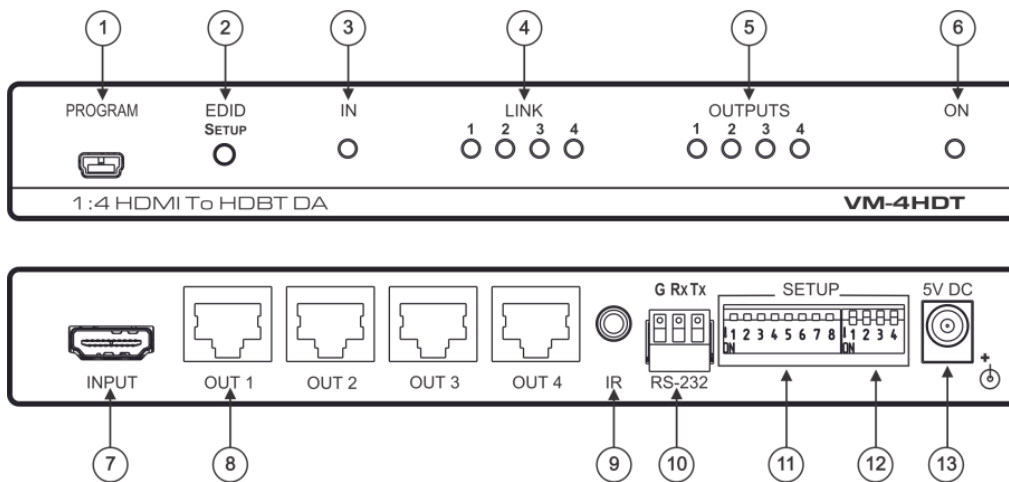 1 2 3 4 5 6
PROGRAM EDID IN LINK OUTPUTS ON
SETUP 1 2 3 4 1 2 3 4
1:4 HDMI To HDBT DA VM-4HDT
G Rx Tx SETUP 5V DC
1 2 3 4 5 6 7 8 1 2 3 4
ON ON
+
INPUT OUT 1 OUT 2 OUT 3 OUT 4 IR RS-232
7 8 9 10 11 12 13